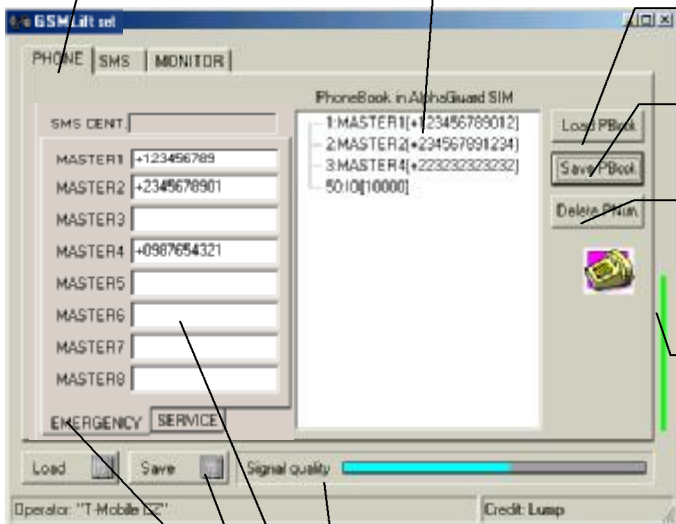 GSM Lift set
PHONE SMS MONITOR
PhoneBook in AlphaGuard SIM
SMS CENT.
MASTER1 +123456789
MASTER2 +2345678901
MASTER3
MASTER4 +0987654321
MASTER5
MASTER6
MASTER7
MASTER8
EMERGENCY SERVICE
1:MASTER1[+123456789012]
2:MASTER2[+234567891234]
3:MASTER4[+223232323232]
50:IO[10000]
Load PBook
Save PBook
Delete PNum
Load Save Signal quality
Operator: "T-Mobile CZ" Credit: Lump